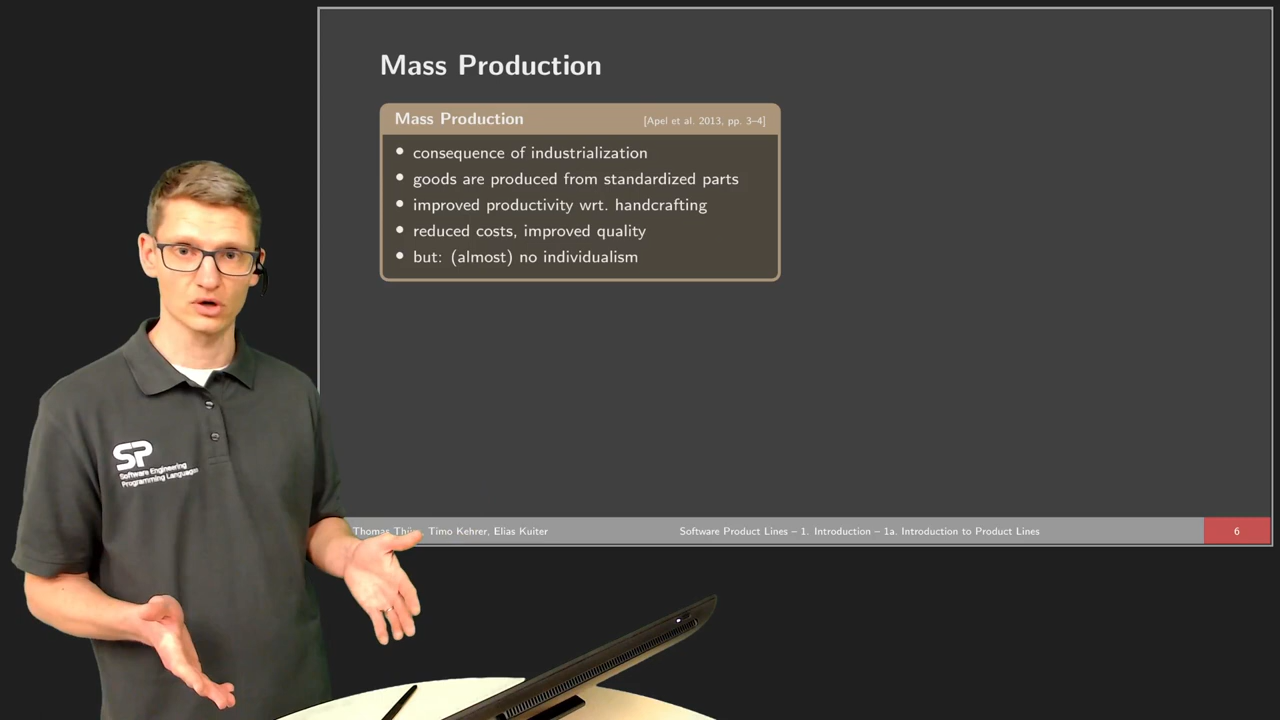 Mass Production
Mass Production [Apel et al. 2013, pp. 3–4]
• consequence of industrialization
• goods are produced from standardized parts
• improved productivity wrt. handcrafting
• reduced costs, improved quality
• but: (almost) no individualism
SP
Software Engineering
Programming Languages
Thomas Thüm, Timo Kehrer, Elias Kuiter
Software Product Lines – 1. Introduction – 1a. Introduction to Product Lines
6